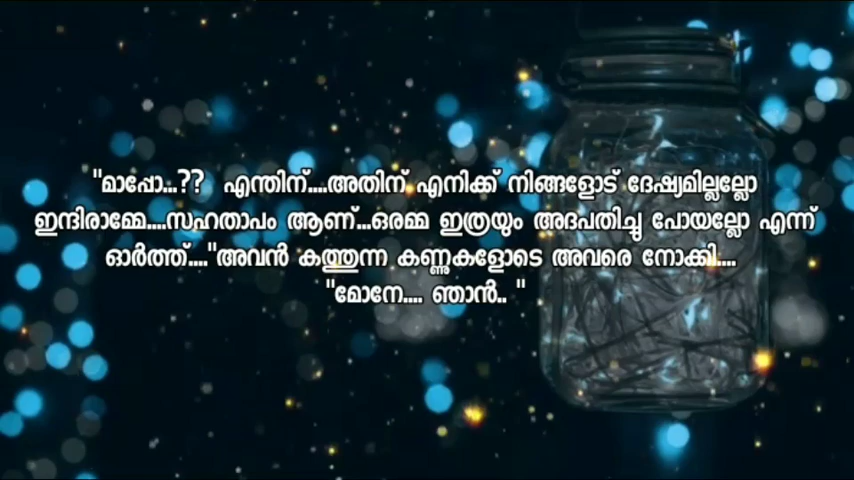 "മാപ്പോ...?? എന്തിന്....അതിന് എനിക്ക് നിങ്ങളോട് ദേഷ്യമില്ലല്ലോ
ഇന്ദിരാമ്മേ....സഹതാപം ആണ്...ഒരമ്മ ഇത്രയും അദപതിച്ചു പോയല്ലോ എന്ന്
ഓർത്ത്...."അവൻ കത്തുന്ന കണ്ണുകളോടെ അവരെ നോക്കി....
"മോനേ.... ഞാൻ.. "